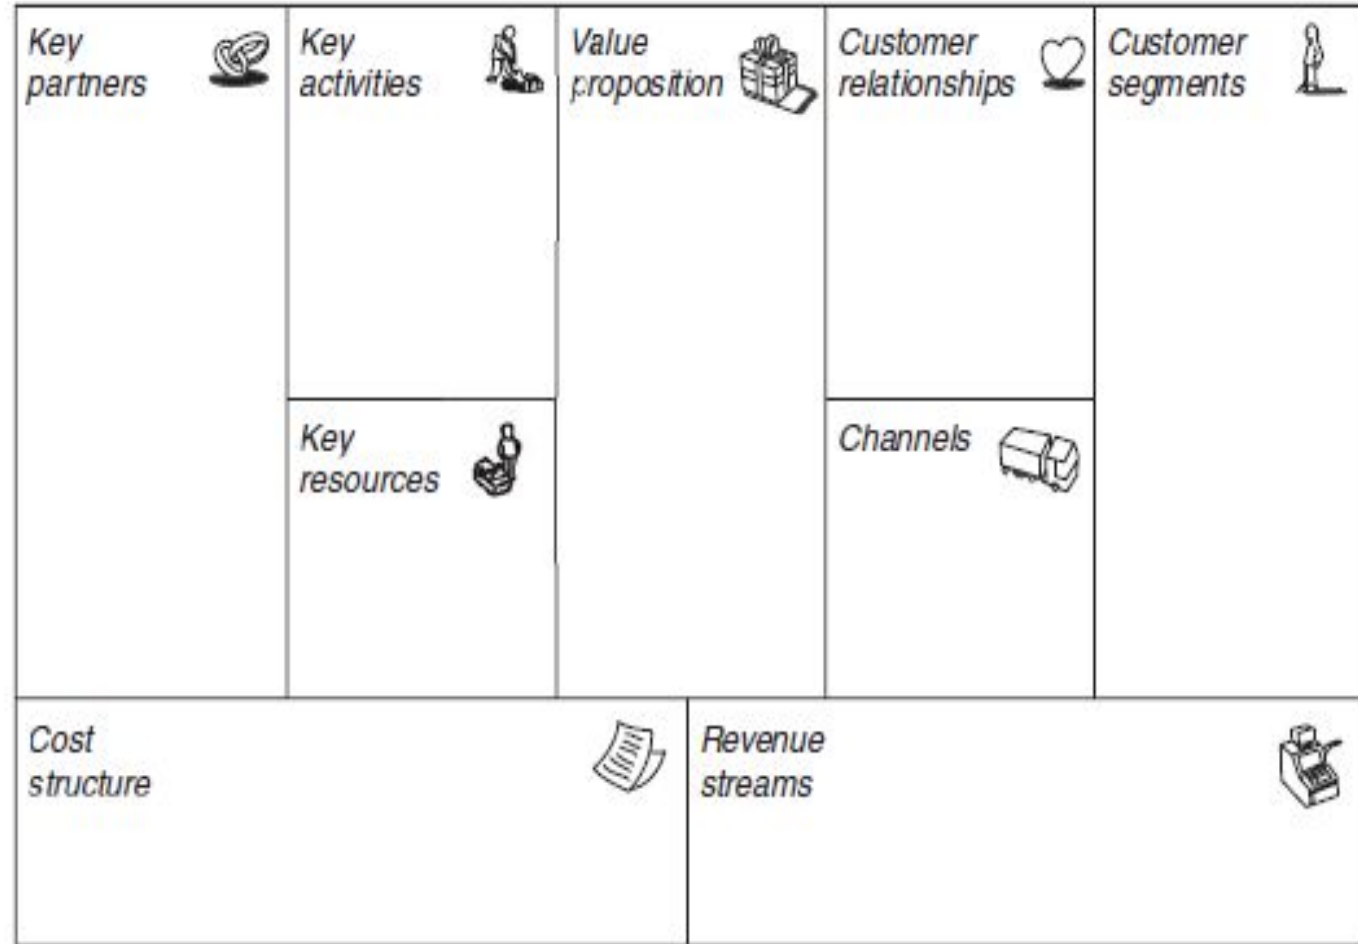 Key
partners
Key
activities
Value
proposition
Customer
relationships
Customer
segments
Key
resources
Channels
Cost
structure
Revenue
streams